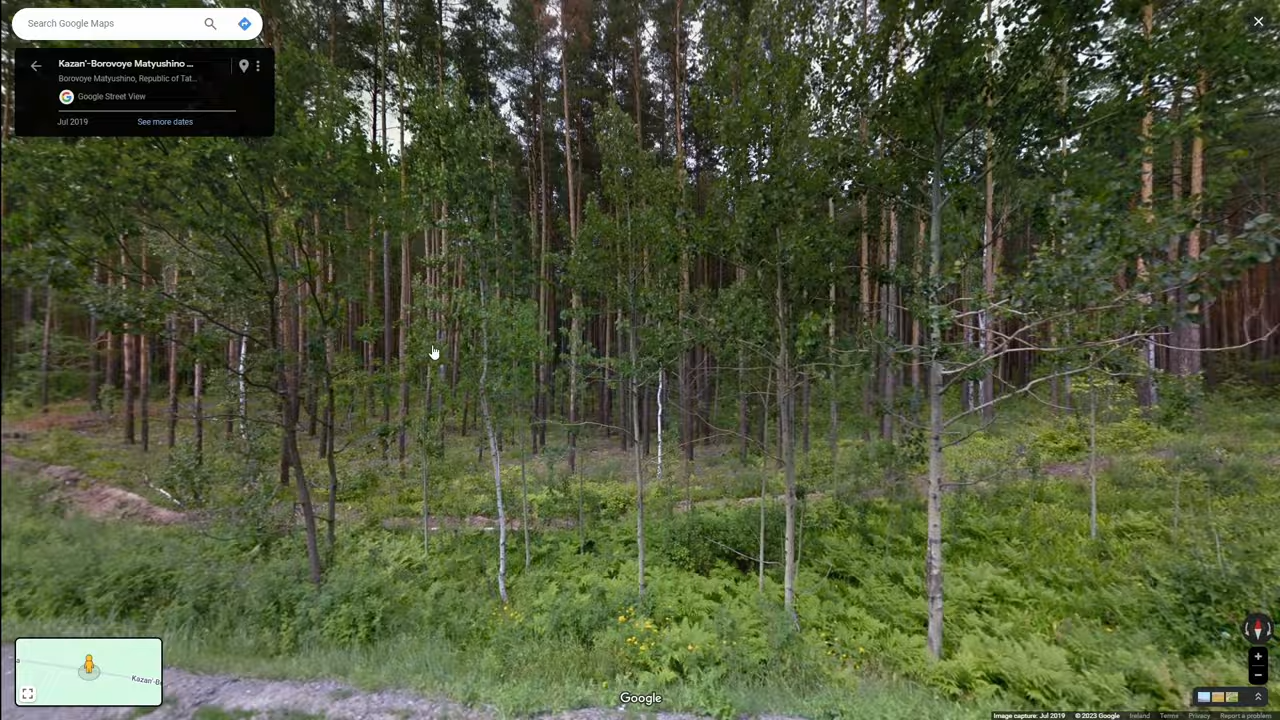 Search Google Maps
Kazan'-Borovoye Matyushino ...
Borovoye Matyushino, Republic of Tat...
Google Street View
Jul 2019
See more dates
Kazan'-B
Google
Image capture: Jul 2019 © 2023 Google Ireland Terms Privacy Report a problem